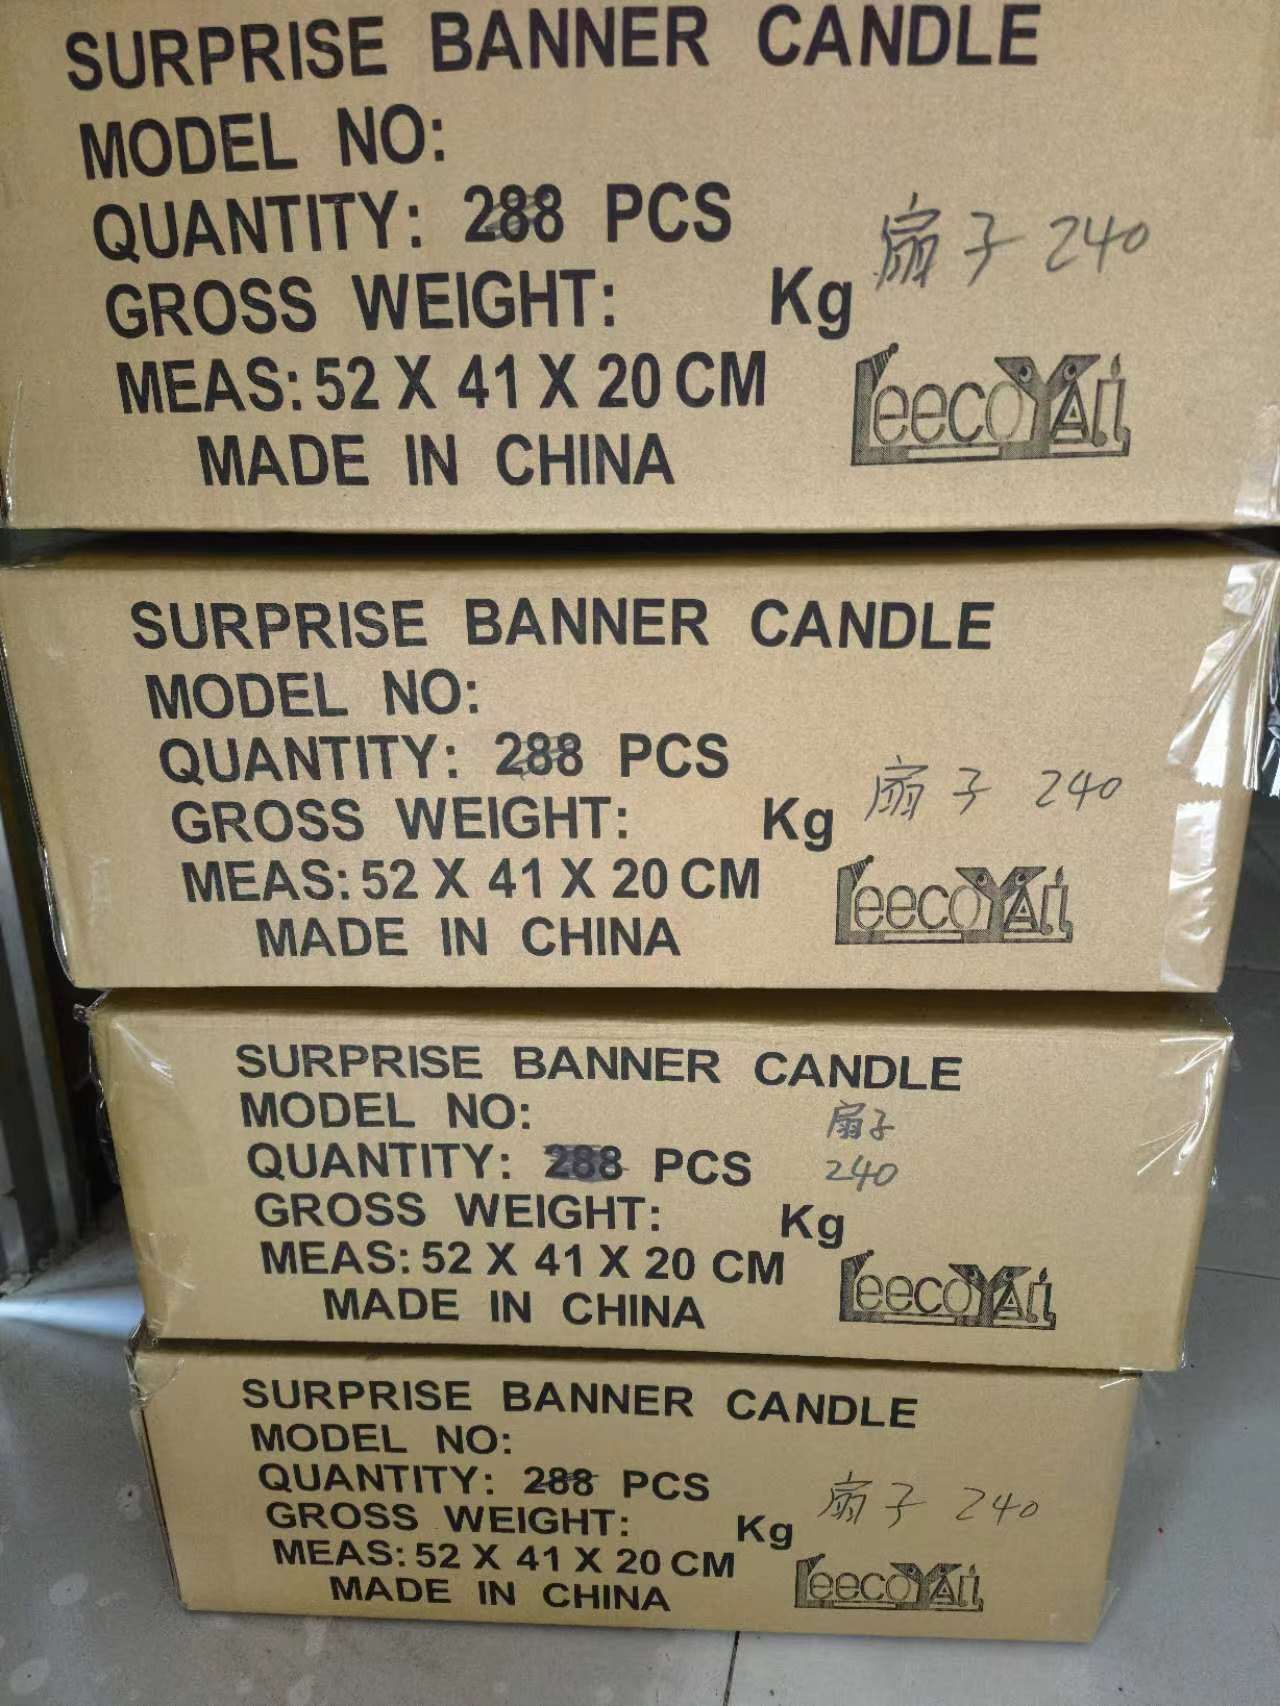 SURPRISE BANNER CANDLE
MODEL NO:
QUANTITY: 288 PCS
扇子 240
GROSS WEIGHT: Kg
MEAS: 52 X 41 X 20 CM
MADE IN CHINA
LeecoYAri
SURPRISE BANNER CANDLE
MODEL NO:
QUANTITY: 288 PCS
扇子 240
GROSS WEIGHT: Kg
MEAS: 52 X 41 X 20 CM
MADE IN CHINA
LeecoYAri
SURPRISE BANNER CANDLE
MODEL NO:
扇子
QUANTITY: 288 PCS
240
GROSS WEIGHT: Kg
MEAS: 52 X 41 X 20 CM
MADE IN CHINA
LeecoYAri
SURPRISE BANNER CANDLE
MODEL NO:
QUANTITY: 288 PCS
扇子 240
GROSS WEIGHT: Kg
MEAS: 52 X 41 X 20 CM
MADE IN CHINA
LeecoYAri